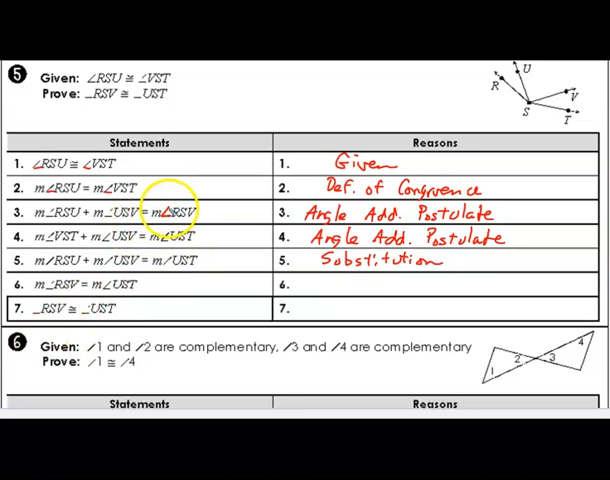 5
Given: ∠RSU ≅ ∠VST
Prove: ∠RSV ≅ ∠UST
U
R
V
S
T
Statements Reasons
1. ∠RSU ≅ ∠VST 1. Given
2. m∠RSU = m∠VST 2. Def. of Congruence
3. m∠RSU + m∠USV = m∠RSV 3. Angle Add. Postulate
4. m∠VST + m∠USV = m∠UST 4. Angle Add. Postulate
5. m∠RSU + m∠USV = m∠UST 5. Substitution
6. m∠RSV = m∠UST 6.
7. ∠RSV ≅ ∠UST 7.
6
Given: ∠1 and ∠2 are complementary, ∠3 and ∠4 are complementary
Prove: ∠1 ≅ ∠4
1 2 3 4
Statements Reasons